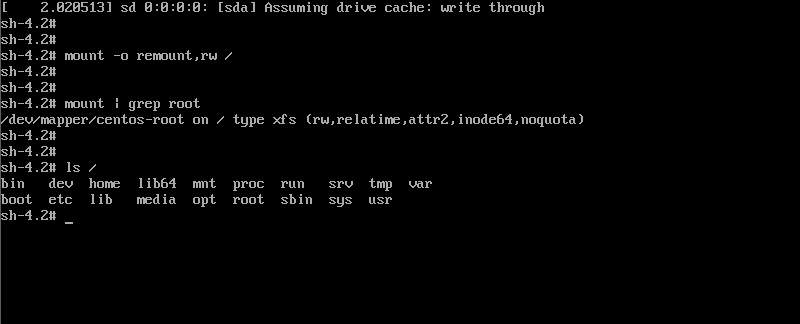 [    2.020513] sd 0:0:0:0: [sda] Assuming drive cache: write through
sh-4.2#
sh-4.2#
sh-4.2# mount -o remount,rw /
sh-4.2#
sh-4.2#
sh-4.2# mount | grep root
/dev/mapper/centos-root on / type xfs (rw,relatime,attr2,inode64,noquota)
sh-4.2#
sh-4.2#
sh-4.2# ls /
bin   dev  home  lib64  mnt  proc  run   srv  tmp  var
boot  etc  lib   media  opt  root  sbin  sys  usr
sh-4.2# _